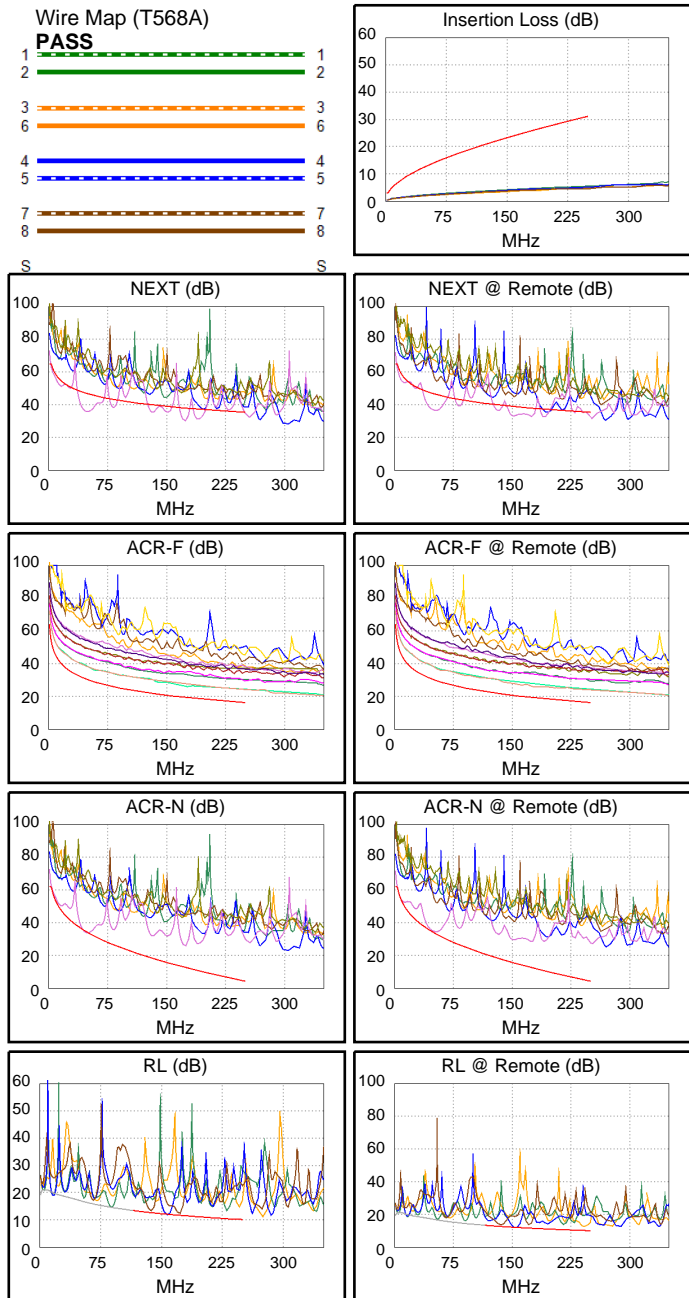 Wire Map (T568A)
PASS
1 1
2 2
3 3
6 6
4 4
5 5
7 7
8 8
S S
Insertion Loss (dB)
60
50
40
30
20
10
0
0 75 150 225 300
MHz
NEXT (dB)
100
80
60
40
20
0
0 75 150 225 300
MHz
NEXT @ Remote (dB)
100
80
60
40
20
0
0 75 150 225 300
MHz
ACR-F (dB)
100
80
60
40
20
0
0 75 150 225 300
MHz
ACR-F @ Remote (dB)
100
80
60
40
20
0
0 75 150 225 300
MHz
ACR-N (dB)
100
80
60
40
20
0
0 75 150 225 300
MHz
ACR-N @ Remote (dB)
100
80
60
40
20
0
0 75 150 225 300
MHz
RL (dB)
60
50
40
30
20
10
0
0 75 150 225 300
MHz
RL @ Remote (dB)
100
80
60
40
20
0
0 75 150 225 300
MHz